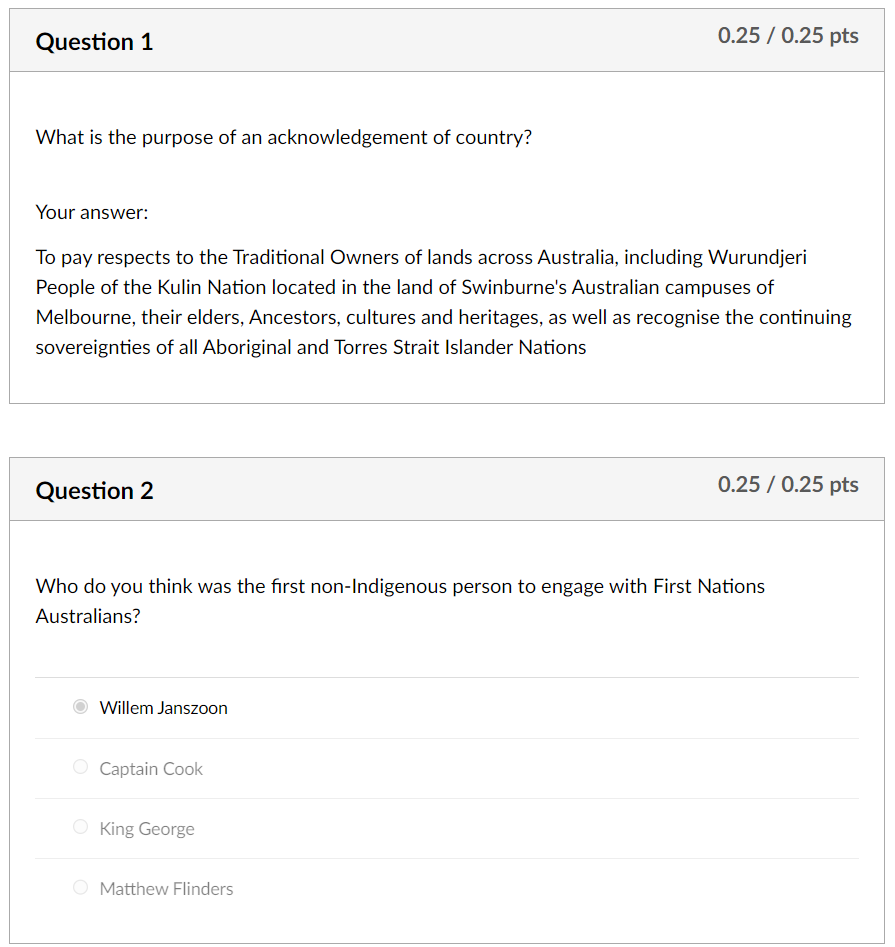 Question 1
0.25 / 0.25 pts
What is the purpose of an acknowledgement of country?
Your answer:
To pay respects to the Traditional Owners of lands across Australia, including Wurundjeri
People of the Kulin Nation located in the land of Swinburne's Australian campuses of
Melbourne, their elders, Ancestors, cultures and heritages, as well as recognise the continuing
sovereignties of all Aboriginal and Torres Strait Islander Nations
Question 2
0.25 / 0.25 pts
Who do you think was the first non-Indigenous person to engage with First Nations
Australians?
Willem Janszoon
Captain Cook
King George
Matthew Flinders